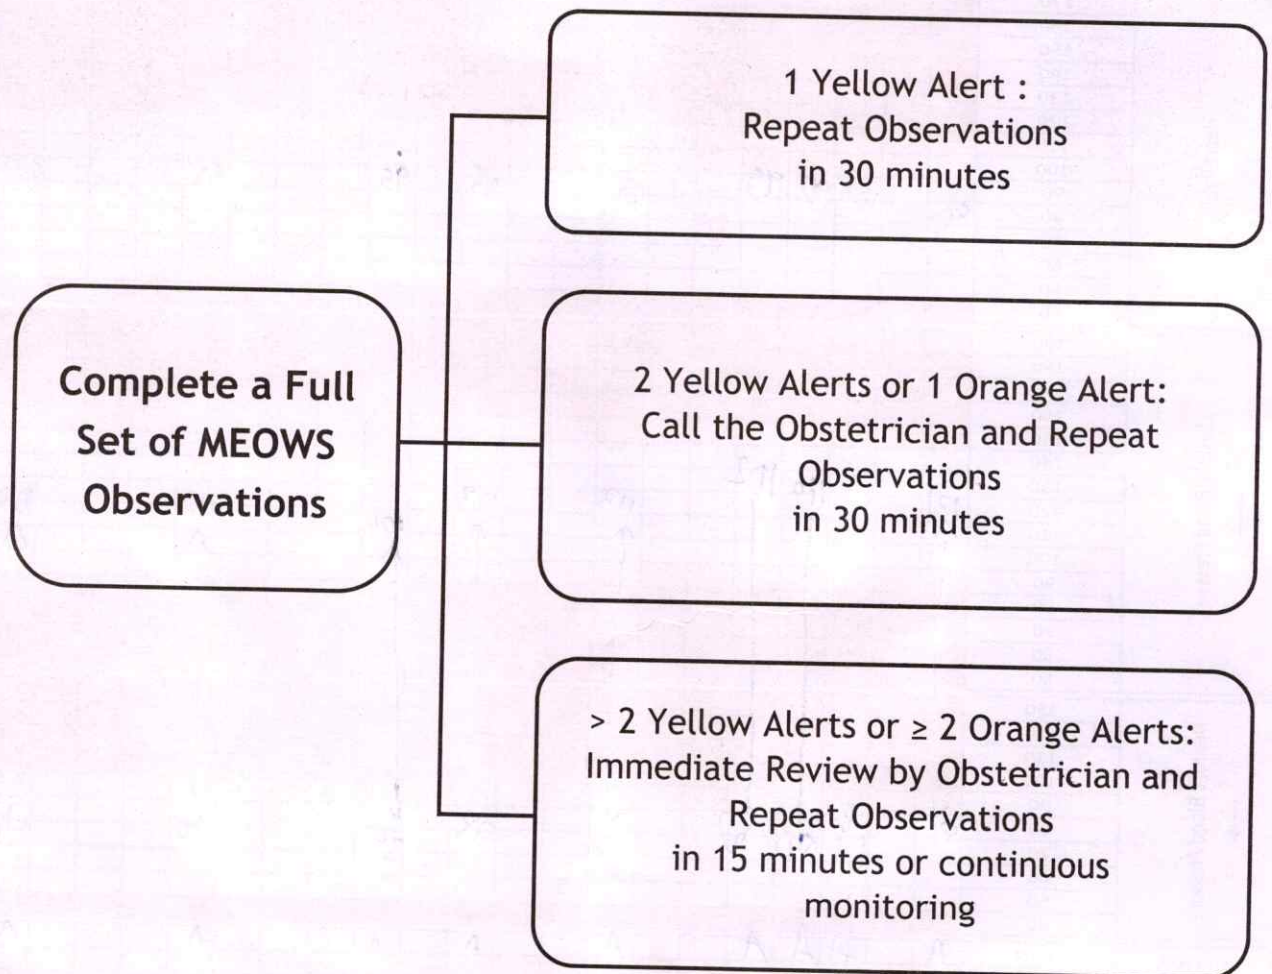 Complete a Full
Set of MEOWS
Observations
1 Yellow Alert :
Repeat Observations
in 30 minutes
2 Yellow Alerts or 1 Orange Alert:
Call the Obstetrician and Repeat
Observations
in 30 minutes
> 2 Yellow Alerts or ≥ 2 Orange Alerts:
Immediate Review by Obstetrician and
Repeat Observations
in 15 minutes or continuous
monitoring